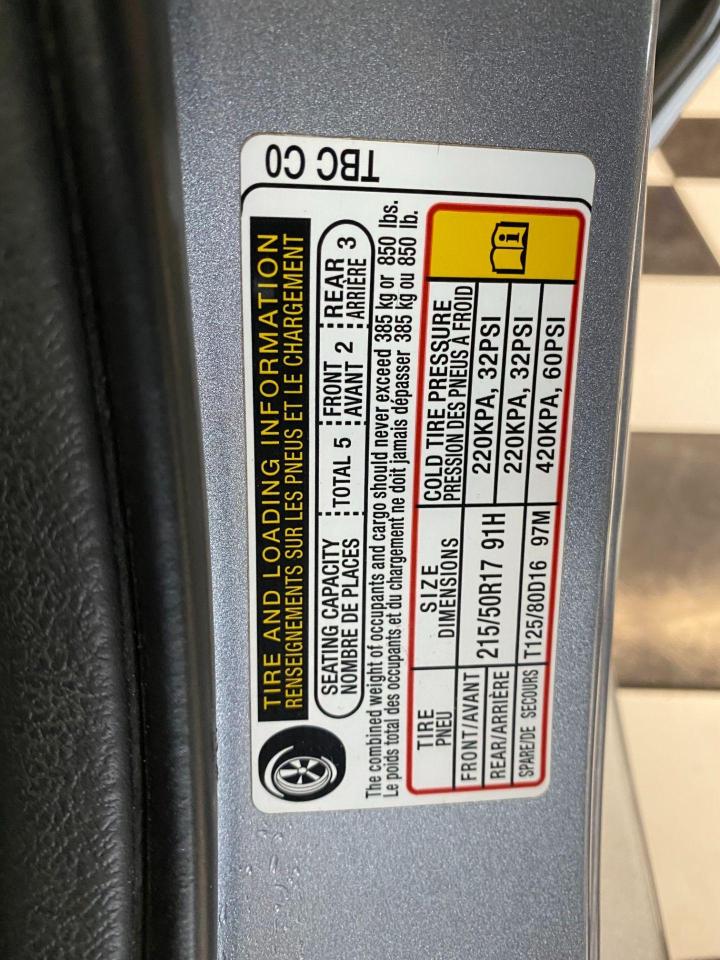 TBC C0
TIRE AND LOADING INFORMATION
RENSEIGNEMENTS SUR LES PNEUS ET LE CHARGEMENT
SEATING CAPACITY
NOMBRE DE PLACES
TOTAL 5
FRONT
AVANT 2
REAR
ARRIÈRE 3
The combined weight of occupants and cargo should never exceed 385 kg or 850 lbs.
Le poids total des occupants et du chargement ne doit jamais dépasser 385 kg ou 850 lb.
TIRE
PNEU
SIZE
DIMENSIONS
COLD TIRE PRESSURE
PRESSION DES PNEUS À FROID
FRONT/AVANT
215/50R17 91H
220KPA, 32PSI
REAR/ARRIÈRE
220KPA, 32PSI
SPARE/DE SECOURS
T125/80D16 97M
420KPA, 60PSI